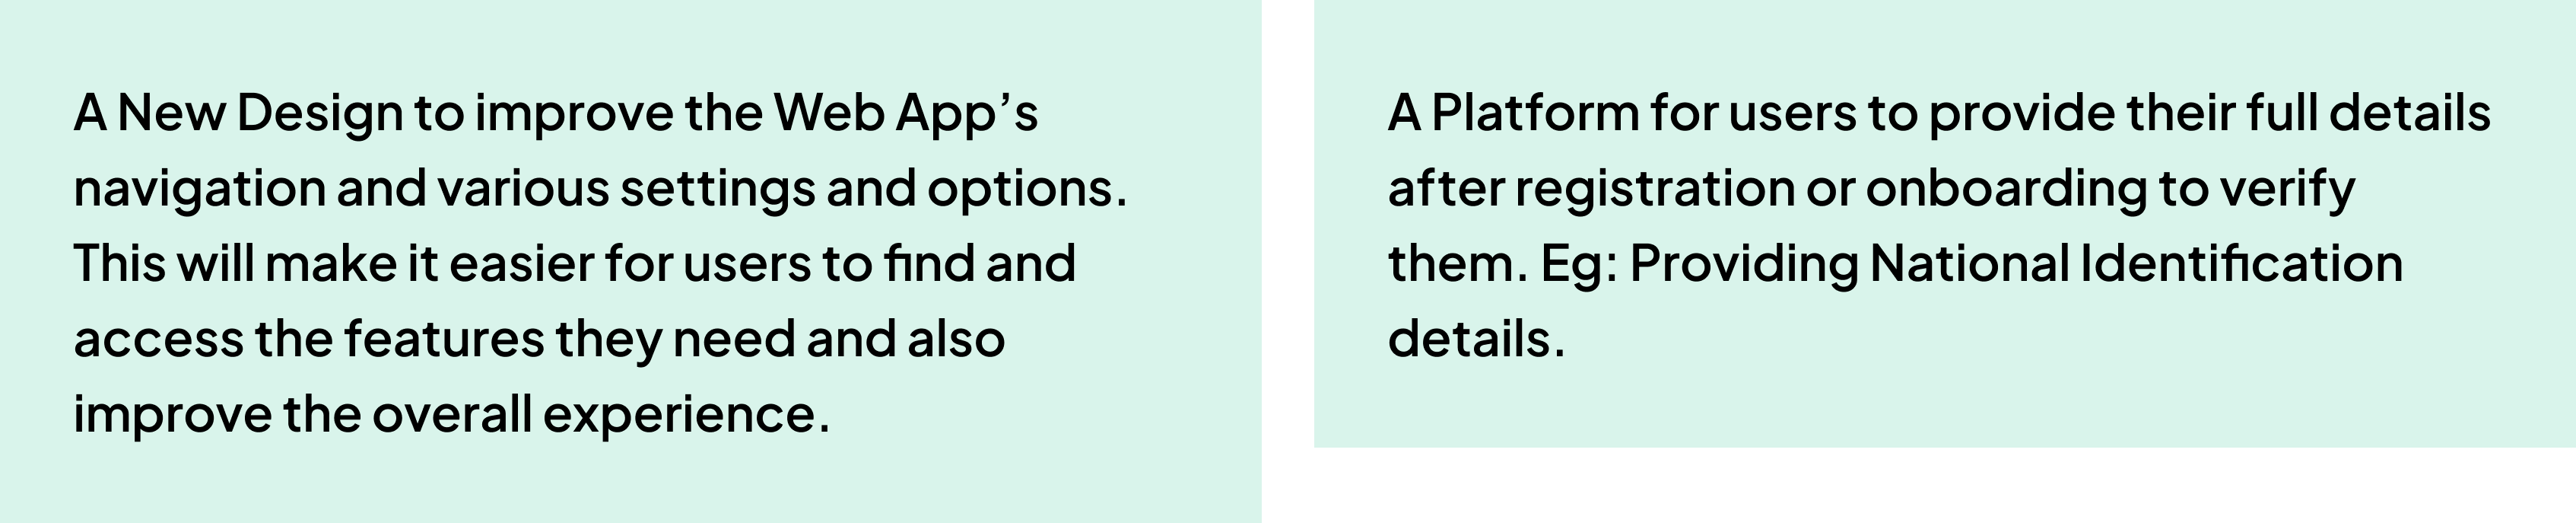 A New Design to improve the Web App’s
navigation and various settings and options.
This will make it easier for users to find and
access the features they need and also
improve the overall experience.
A Platform for users to provide their full details
after registration or onboarding to verify
them. Eg: Providing National Identification
details.